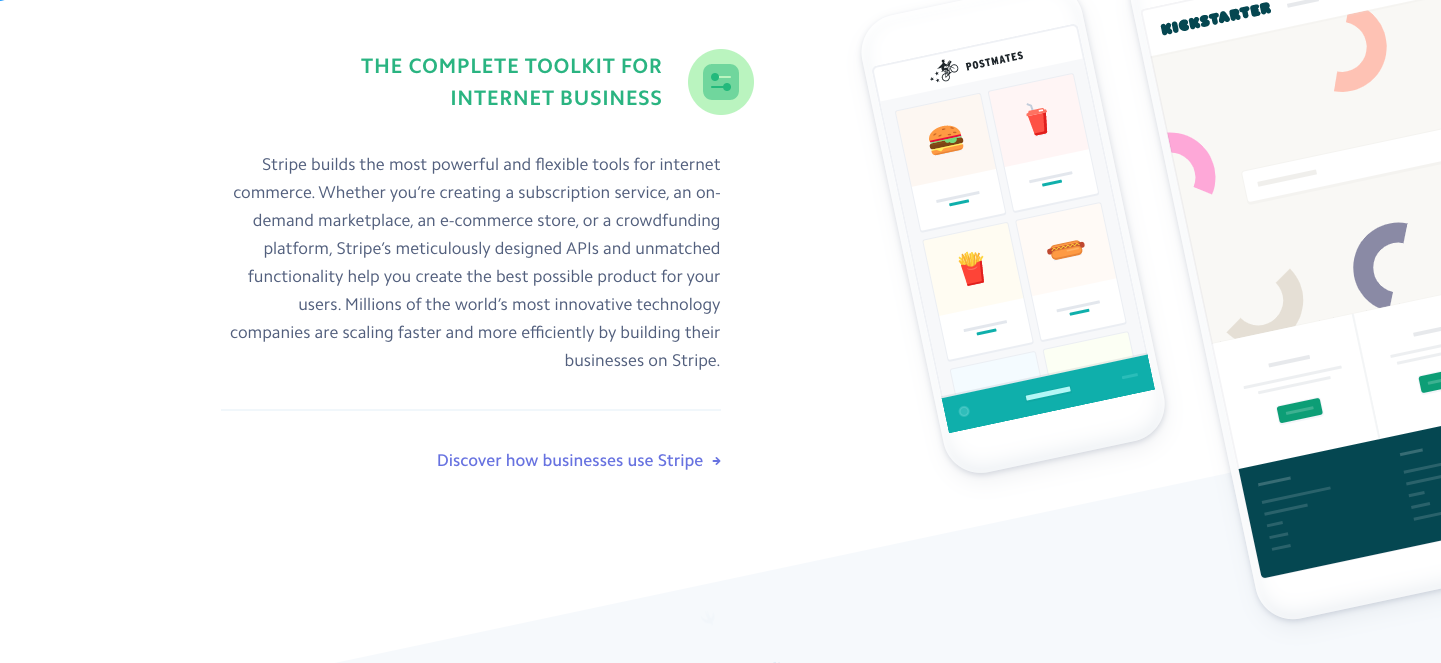 THE COMPLETE TOOLKIT FOR
INTERNET BUSINESS
Stripe builds the most powerful and flexible tools for internet
commerce. Whether you’re creating a subscription service, an on-
demand marketplace, an e-commerce store, or a crowdfunding
platform, Stripe’s meticulously designed APIs and unmatched
functionality help you create the best possible product for your
users. Millions of the world’s most innovative technology
companies are scaling faster and more efficiently by building their
businesses on Stripe.
Discover how businesses use Stripe →
POSTMATES
KICKSTARTER